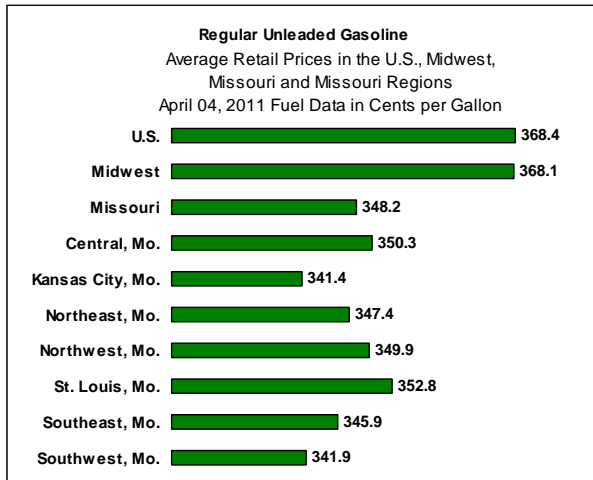 Regular Unleaded Gasoline
Average Retail Prices in the U.S., Midwest,
Missouri and Missouri Regions
April 04, 2011 Fuel Data in Cents per Gallon
U.S. 368.4
Midwest 368.1
Missouri 348.2
Central, Mo. 350.3
Kansas City, Mo. 341.4
Northeast, Mo. 347.4
Northwest, Mo. 349.9
St. Louis, Mo. 352.8
Southeast, Mo. 345.9
Southwest, Mo. 341.9